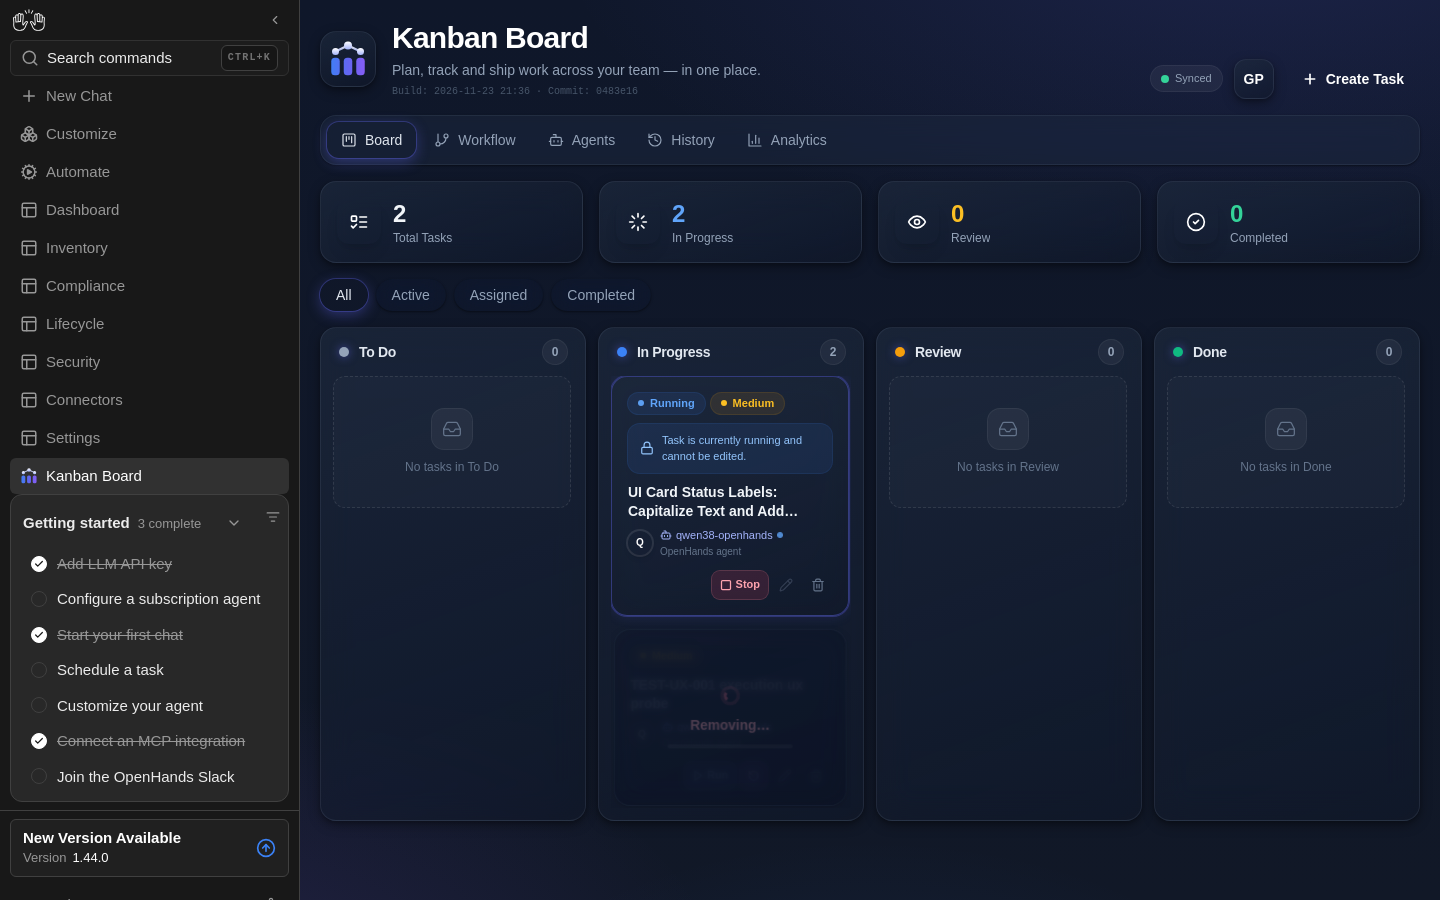 Search commands
CTRL+K
New Chat
Customize
Automate
Dashboard
Inventory
Compliance
Lifecycle
Security
Connectors
Settings
Kanban Board
Getting started
3 complete
Add LLM API key
Configure a subscription agent
Start your first chat
Schedule a task
Customize your agent
Connect an MCP integration
Join the OpenHands Slack
New Version Available
Version 1.44.0
Kanban Board
Plan, track and ship work across your team — in one place.
Build: 2026-11-23 21:36 · Commit: 0483e16
Synced
GP
Create Task
Board
Workflow
Agents
History
Analytics
2
Total Tasks
2
In Progress
0
Review
0
Completed
All
Active
Assigned
Completed
To Do
0
No tasks in To Do
In Progress
2
Running
Medium
Task is currently running and
cannot be edited.
UI Card Status Labels:
Capitalize Text and Add…
Q
qwen38-openhands
OpenHands agent
Stop
Removing…
Review
0
No tasks in Review
Done
0
No tasks in Done